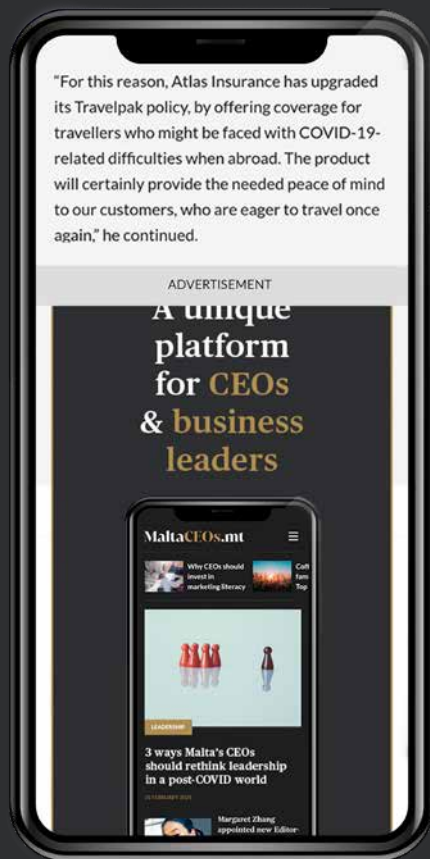 “For this reason, Atlas Insurance has upgraded
its Travelpak policy, by offering coverage for
travellers who might be faced with COVID-19-
related difficulties when abroad. The product
will certainly provide the needed peace of mind
to our customers, who are eager to travel once
again,” he continued.
ADVERTISEMENT
A unique
platform
for CEOs
& business
leaders
MaltaCEOs.mt
Why CEOs should
invest in
marketing literacy
Top
LEADERSHIP
3 ways Malta’s CEOs
should rethink leadership
in a post-COVID world
Margaret Zhang
appointed new Editor-